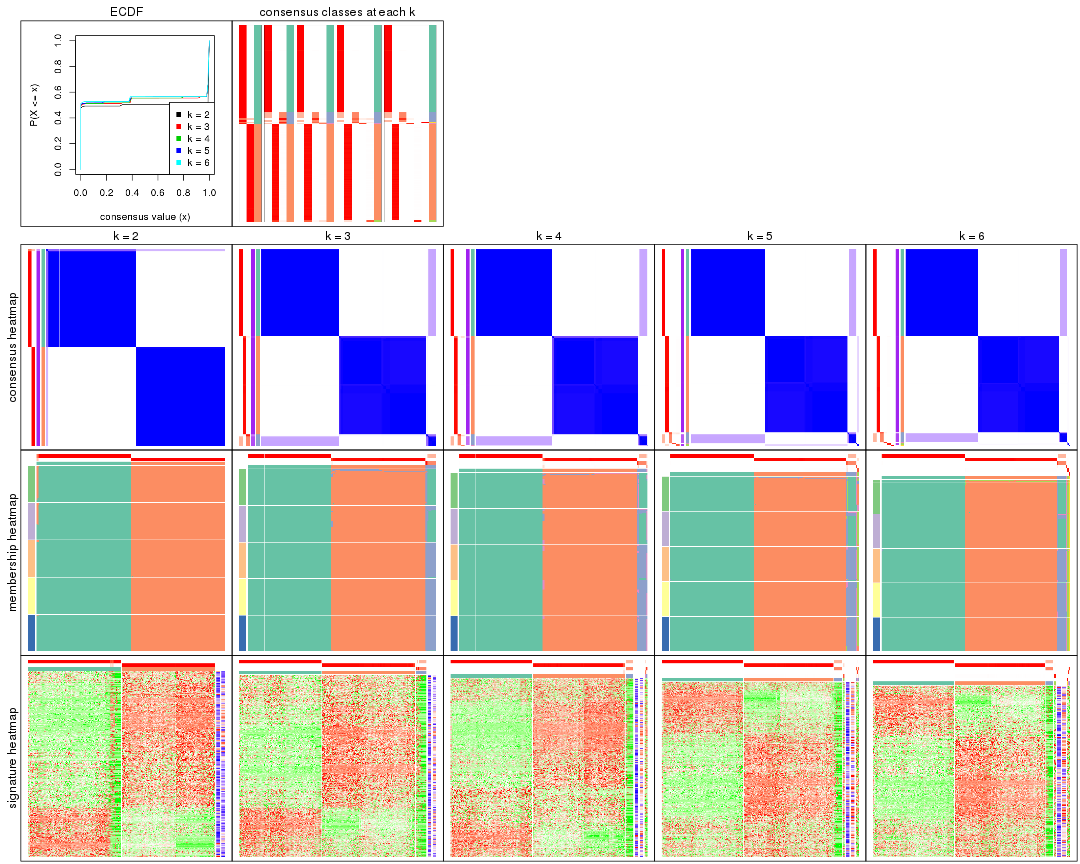 ECDF
consensus classes at each k
P(X <= x)
0.0 0.2 0.4 0.6 0.8 1.0
k = 2
k = 3
k = 4
k = 5
k = 6
0.0 0.2 0.4 0.6 0.8 1.0
consensus value (x)
k = 2
k = 3
k = 4
k = 5
k = 6
consensus heatmap
membership heatmap
signature heatmap